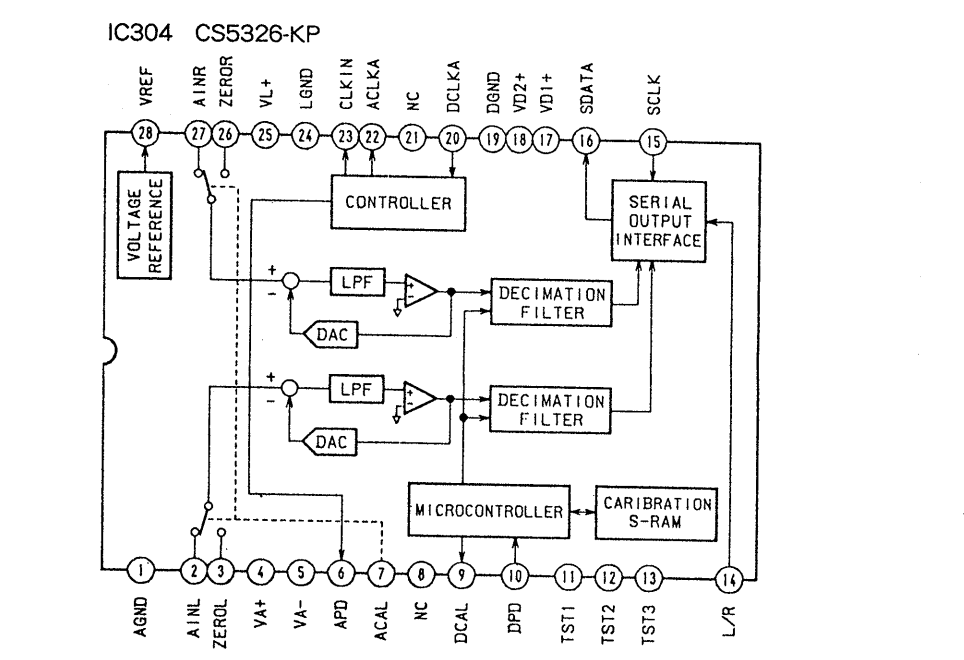 IC304 CS5326-KP
VREF
AINR
ZEROR
VL+
LGND
CLKIN
ACLKA
NC
DCLKA
DGND
VD2+
VD1+
SDATA
SCLK
28
27
26
25
24
23
22
21
20
19
18
17
16
15
VOLTAGE
REFERENCE
CONTROLLER
SERIAL
OUTPUT
INTERFACE
+
−
LPF
+
−
DECIMATION
FILTER
DAC
+
−
LPF
+
−
DECIMATION
FILTER
DAC
MICROCONTROLLER
CARIBRATION
S-RAM
1
2
3
4
5
6
7
8
9
10
11
12
13
14
AGND
AINL
ZEROL
VA+
VA-
APD
ACAL
NC
DCAL
DPD
TST1
TST2
TST3
L/R